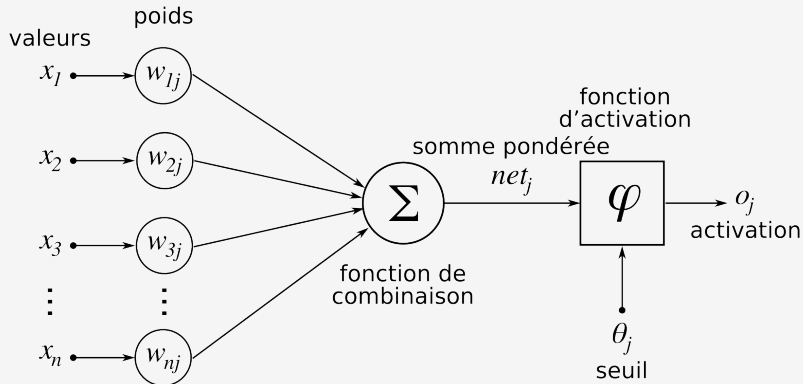 poids
valeurs
x₁
w₁ⱼ
x₂
w₂ⱼ
x₃
w₃ⱼ
xₙ
wₙⱼ
Σ
fonction de
combinaison
somme pondérée
netⱼ
fonction
d'activation
φ
oⱼ
activation
θⱼ
seuil